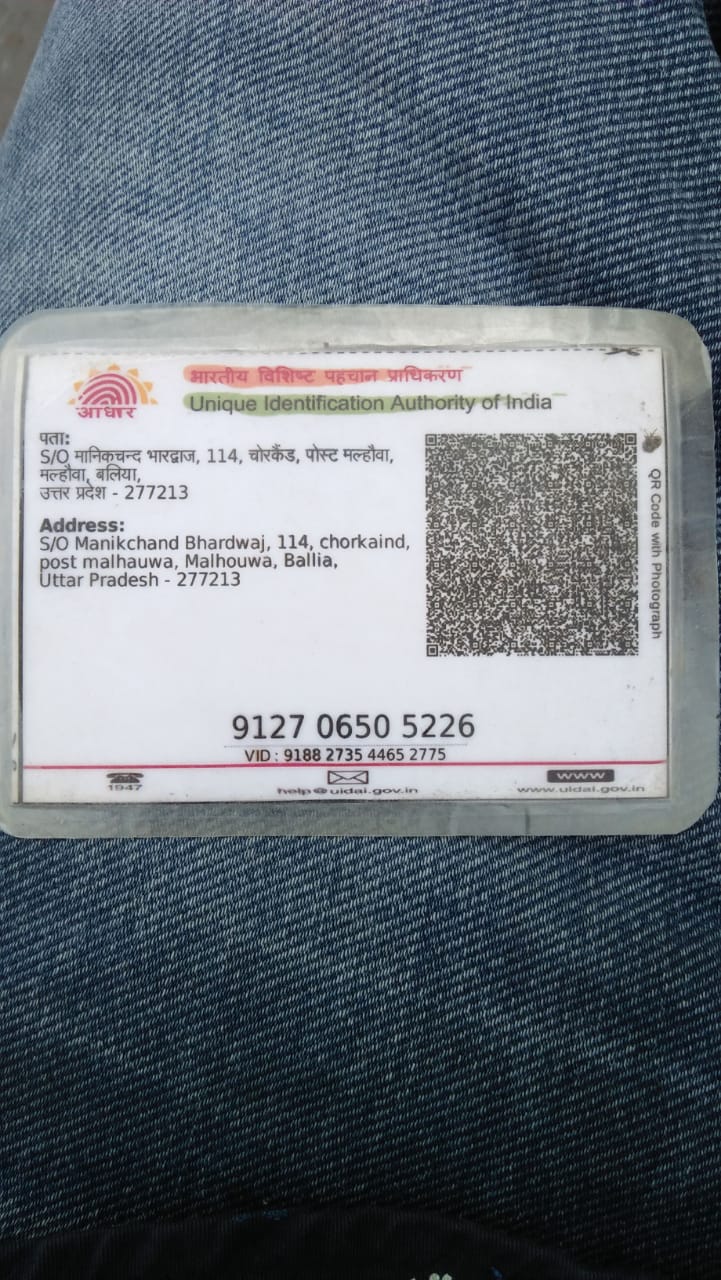 भारतीय विशिष्ट पहचान प्राधिकरण
Unique Identification Authority of India
आधार
पता:
S/O मानिकचन्द भारद्वाज, 114, चोरकैंड, पोस्ट मल्हौवा,
मल्हौवा, बलिया,
उत्तर प्रदेश - 277213
Address:
S/O Manikchand Bhardwaj, 114, chorkaind,
post malhauwa, Malhouwa, Ballia,
Uttar Pradesh - 277213
QR Code with Photograph
9127 0650 5226
VID : 9188 2735 4465 2775
1947
help@uidai.gov.in
www
www.uidai.gov.in